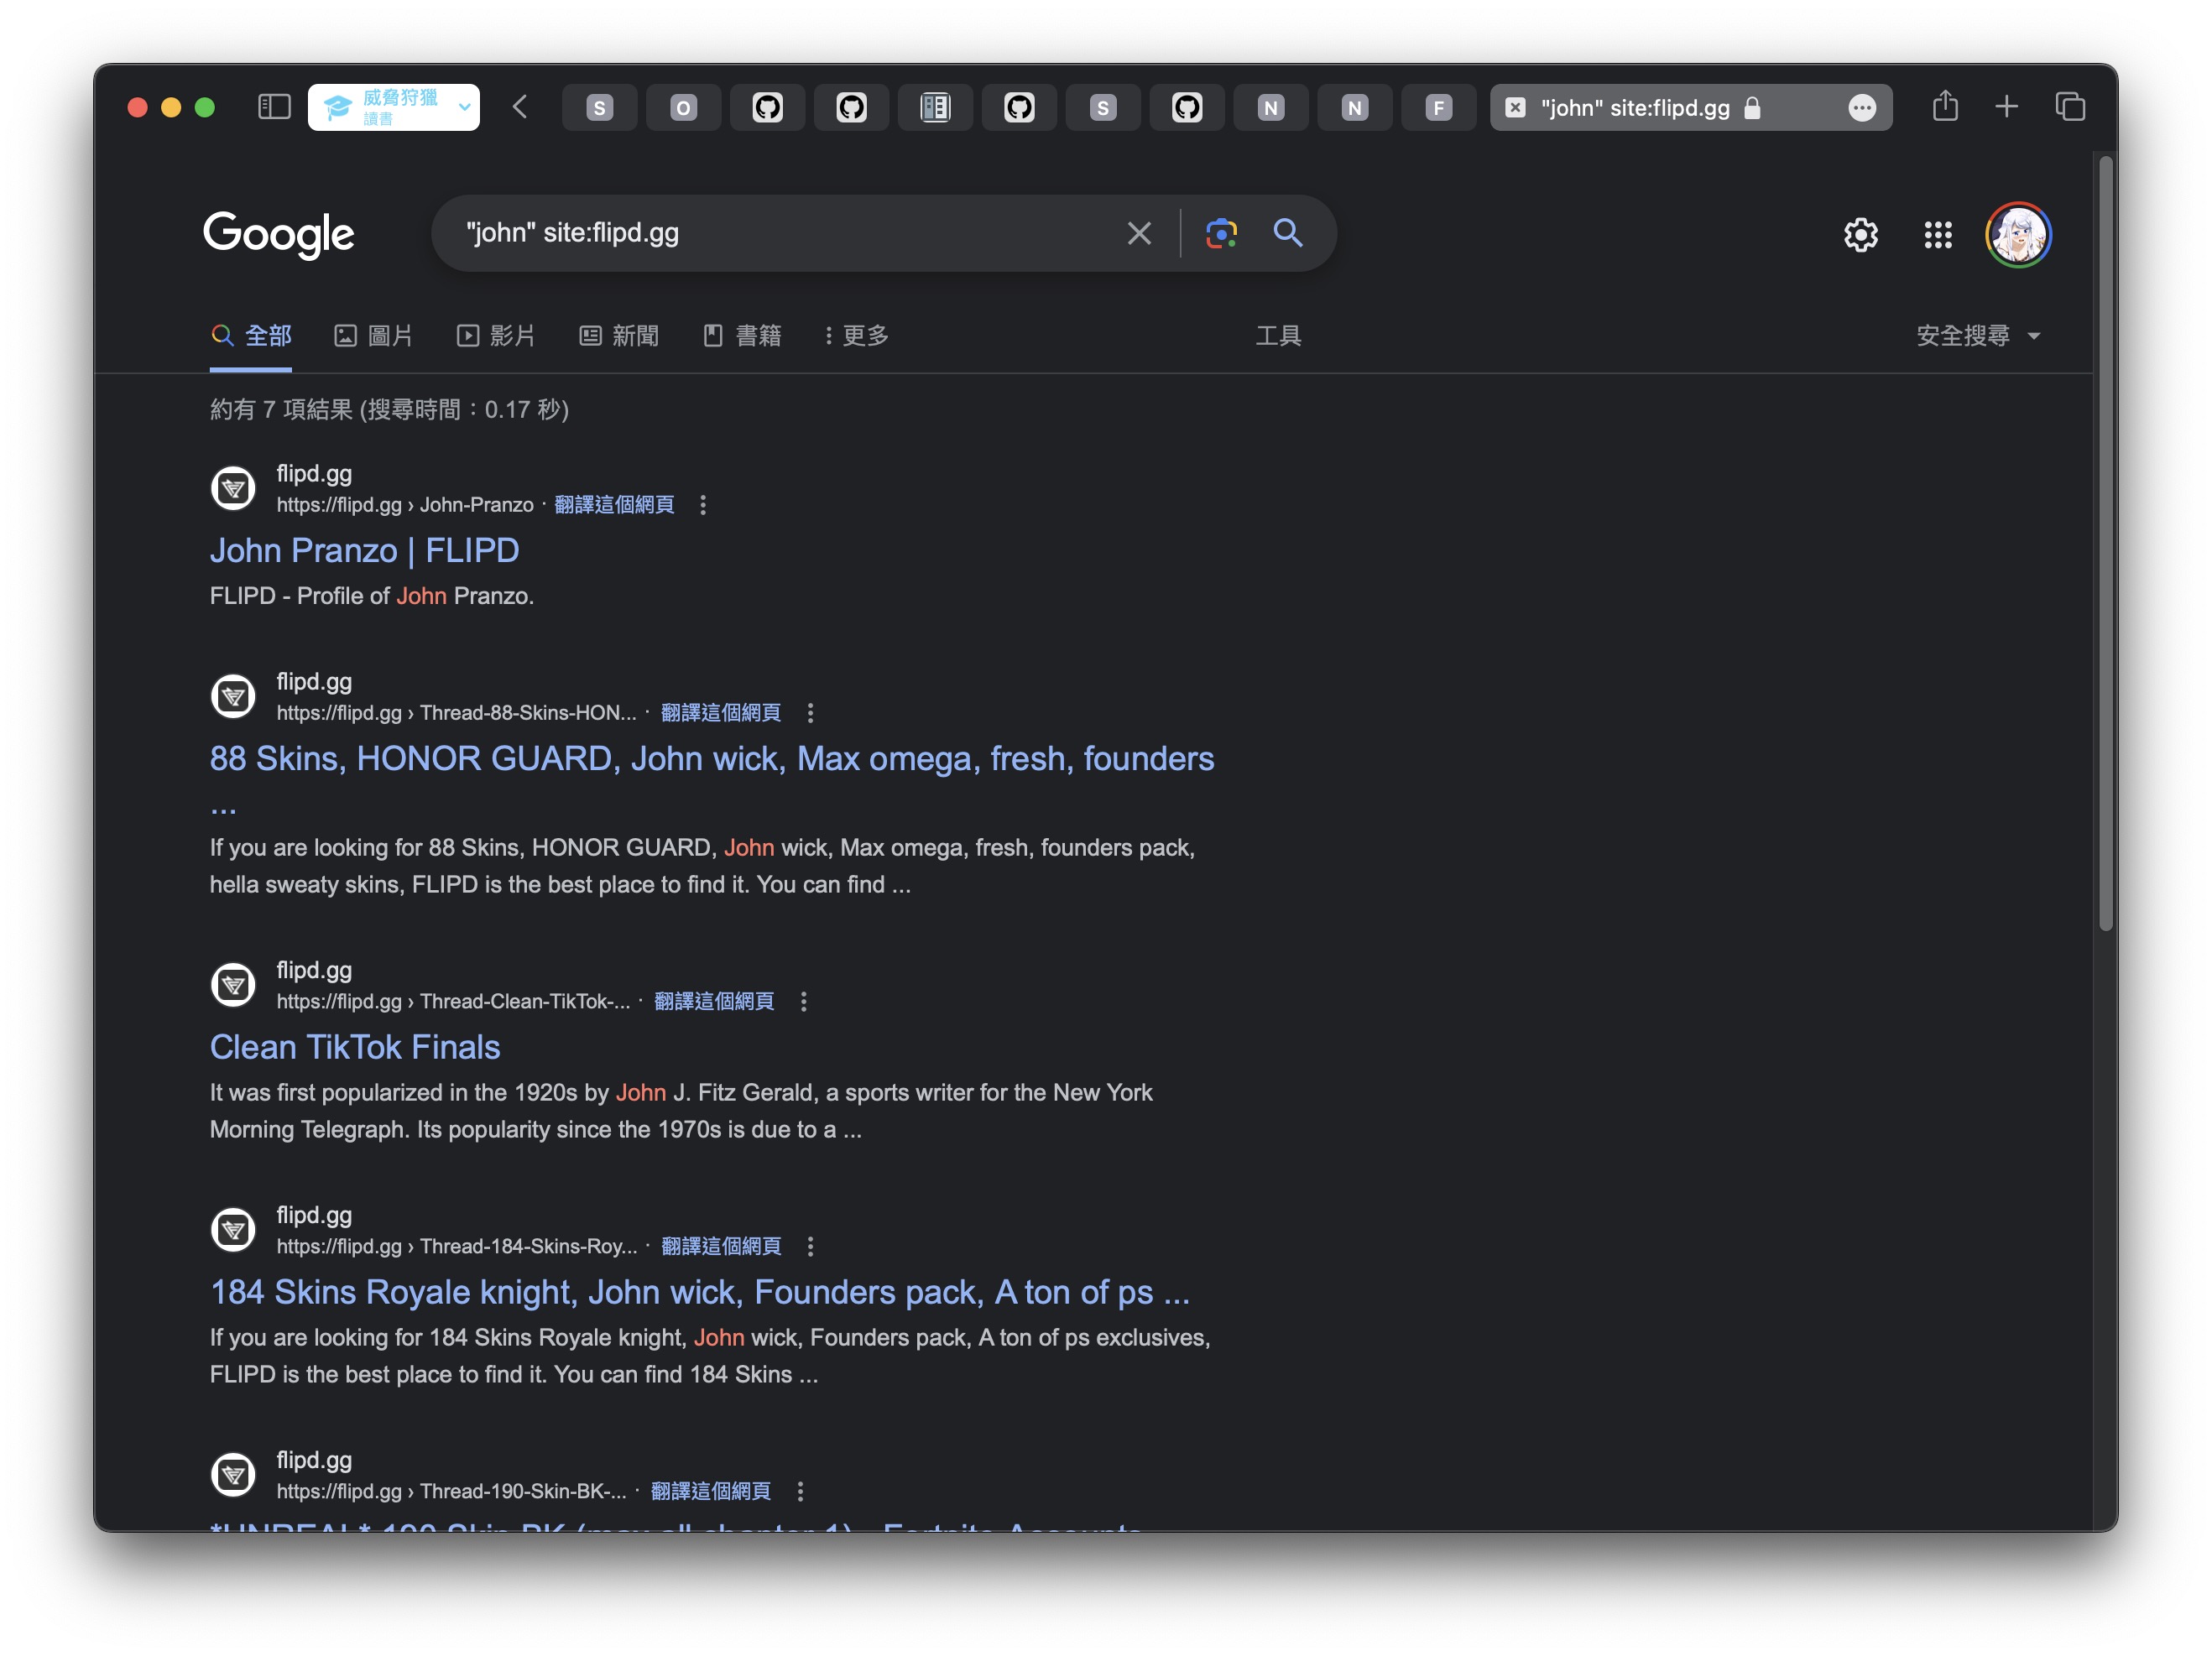 威脅狩獵
讀書
S
O
S
N
N
F
"john" site:flipd.gg
Google
"john" site:flipd.gg
全部
圖片
影片
新聞
書籍
更多
工具
安全搜尋
約有 7 項結果 (搜尋時間：0.17 秒)
flipd.gg
https://flipd.gg › John-Pranzo · 翻譯這個網頁
John Pranzo | FLIPD
FLIPD - Profile of John Pranzo.
flipd.gg
https://flipd.gg › Thread-88-Skins-HON... · 翻譯這個網頁
88 Skins, HONOR GUARD, John wick, Max omega, fresh, founders
...
If you are looking for 88 Skins, HONOR GUARD, John wick, Max omega, fresh, founders pack,
hella sweaty skins, FLIPD is the best place to find it. You can find ...
flipd.gg
https://flipd.gg › Thread-Clean-TikTok-... · 翻譯這個網頁
Clean TikTok Finals
It was first popularized in the 1920s by John J. Fitz Gerald, a sports writer for the New York
Morning Telegraph. Its popularity since the 1970s is due to a ...
flipd.gg
https://flipd.gg › Thread-184-Skins-Roy... · 翻譯這個網頁
184 Skins Royale knight, John wick, Founders pack, A ton of ps ...
If you are looking for 184 Skins Royale knight, John wick, Founders pack, A ton of ps exclusives,
FLIPD is the best place to find it. You can find 184 Skins ...
flipd.gg
https://flipd.gg › Thread-190-Skin-BK-... · 翻譯這個網頁
*UNREAL* 190 Skin BK (max all chapter 1) - Fortnite Accounts